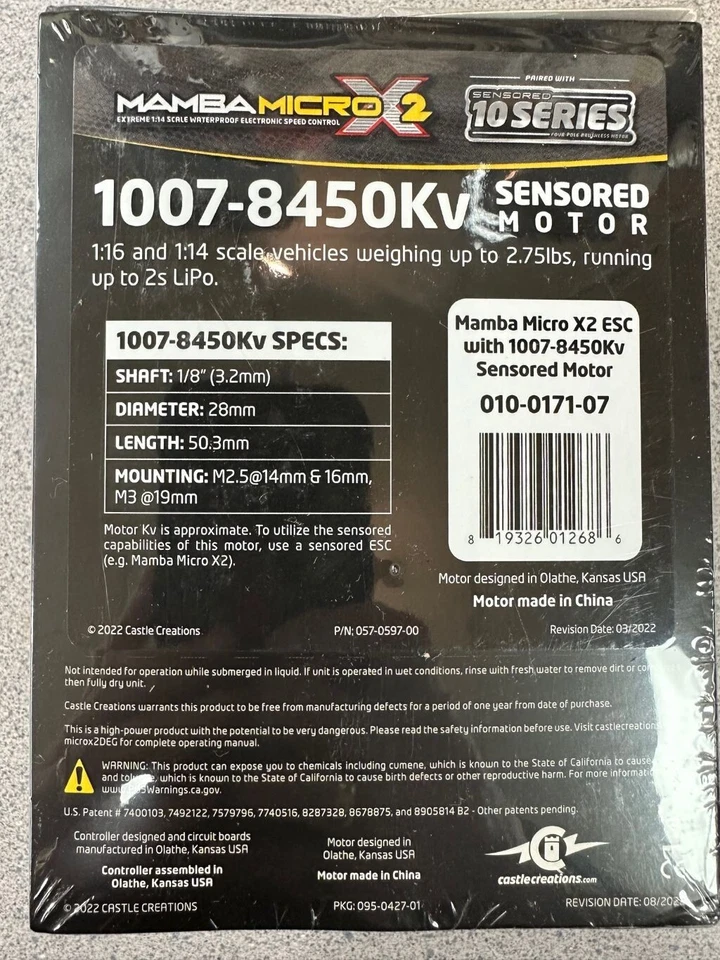 MAMBA MICRO X2
EXTREME 1:14 SCALE WATERPROOF ELECTRONIC SPEED CONTROL
PAIRED WITH
SENSORED
10 SERIES
FOUR POLE BRUSHLESS MOTOR
1007-8450Kv SENSORED
MOTOR
1:16 and 1:14 scale vehicles weighing up to 2.75lbs, running
up to 2s LiPo.
1007-8450Kv SPECS:
SHAFT: 1/8" (3.2mm)
DIAMETER: 28mm
LENGTH: 50.3mm
MOUNTING: M2.5@14mm & 16mm,
M3 @19mm
Motor Kv is approximate. To utilize the sensored
capabilities of this motor, use a sensored ESC
(e.g. Mamba Micro X2).
Mamba Micro X2 ESC
with 1007-8450Kv
Sensored Motor
010-0171-07
8 19326 01268 6
Motor designed in Olathe, Kansas USA
Motor made in China
© 2022 Castle Creations P/N: 057-0597-00 Revision Date: 03/2022
Not intended for operation while submerged in liquid. If unit is operated in wet conditions, rinse with fresh water to remove dirt or
then fully dry unit.
Castle Creations warrants this product to be free from manufacturing defects for a period of one year from date of purchase.
This is a high-power product with the potential to be very dangerous. Please read the safety information before use. Visit castlecreations
microx2DEG for complete operating manual.
WARNING: This product can expose you to chemicals including cumene, which is known to the State of California to cause
and which is known to the State of California to cause birth defects or other reproductive harm. For more
Warnings.ca.gov.
U.S. Patent # 7400103, 7492122, 7579796, 7740516, 8287328, 8678875, and 8905814 B2 - Other patents pending.
Controller designed and circuit boards
manufactured in Olathe, Kansas USA
Controller assembled in
Olathe, Kansas USA
Motor designed in
Olathe, Kansas USA
Motor made in China
castlecreations.com
© 2022 CASTLE CREATIONS PKG: 095-0427-01 REVISION DATE: 08/202